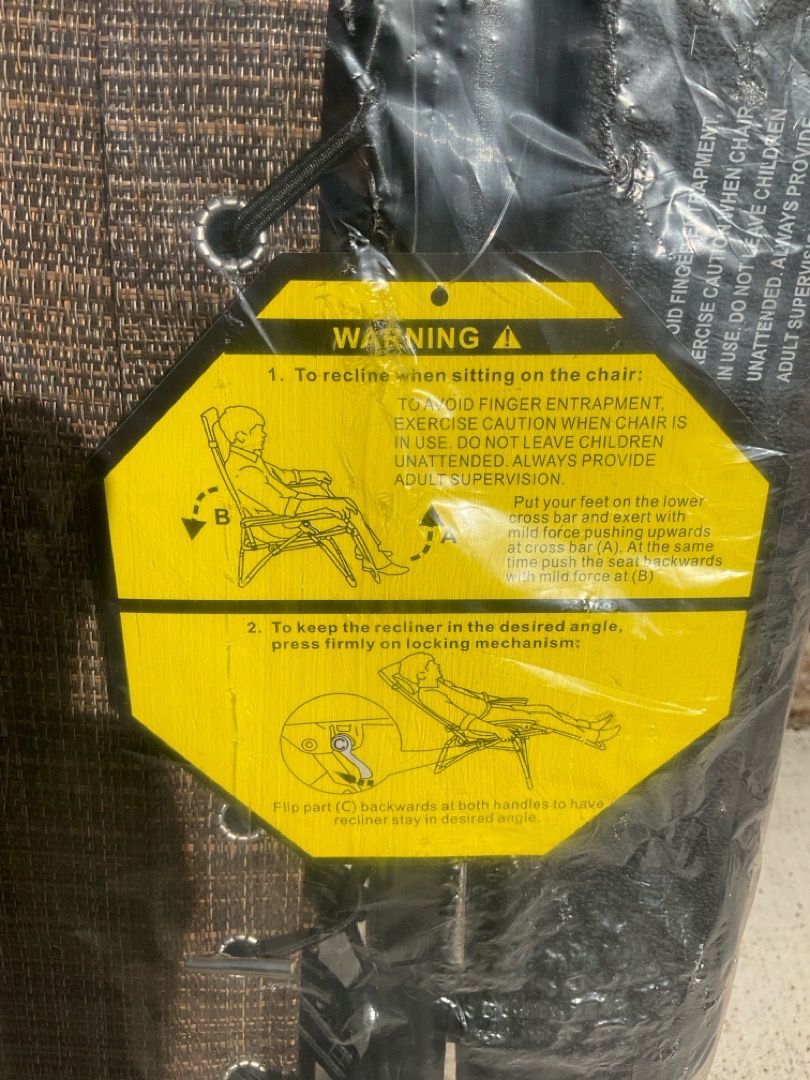 WARNING
1. To recline when sitting on the chair:
TO AVOID FINGER ENTRAPMENT,
EXERCISE CAUTION WHEN CHAIR IS
IN USE. DO NOT LEAVE CHILDREN
UNATTENDED. ALWAYS PROVIDE
ADULT SUPERVISION.
Put your feet on the lower
cross bar and exert with
mild force pushing upwards
at cross bar (A). At the same
time push the seat backwards
with mild force at (B)
B
A
2. To keep the recliner in the desired angle,
press firmly on locking mechanism:
Flip part (C) backwards at both handles to have
recliner stay in desired angle.
CAUTION WHEN CHAIR
IN USE. DO NOT LEAVE CHILDREN
UNATTENDED. ALWAYS PROVIDE
ADULT